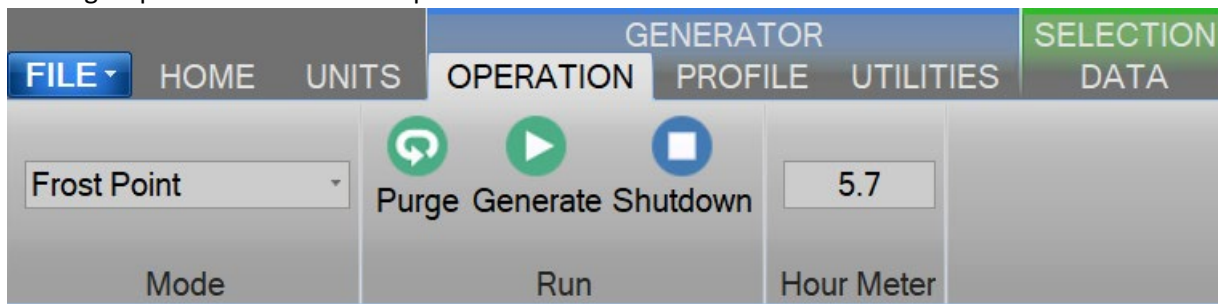 GENERATOR SELECTION
FILE HOME UNITS OPERATION PROFILE UTILITIES DATA
Frost Point
Purge Generate Shutdown
5.7
Mode Run Hour Meter